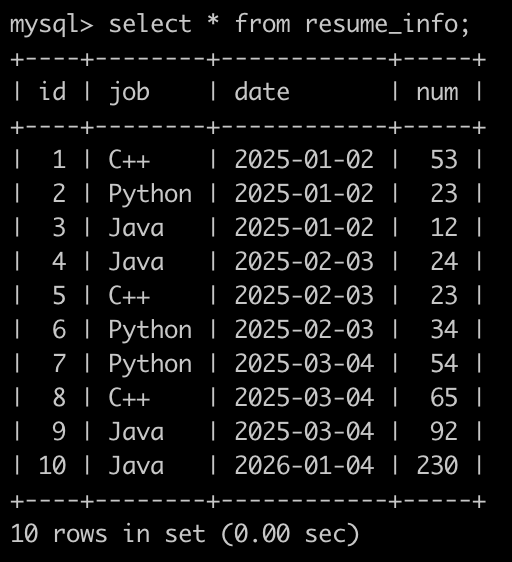 mysql> select * from resume_info;
+----+--------+------------+-----+
| id | job    | date       | num |
+----+--------+------------+-----+
|  1 | C++    | 2025-01-02 |  53 |
|  2 | Python | 2025-01-02 |  23 |
|  3 | Java   | 2025-01-02 |  12 |
|  4 | Java   | 2025-02-03 |  24 |
|  5 | C++    | 2025-02-03 |  23 |
|  6 | Python | 2025-02-03 |  34 |
|  7 | Python | 2025-03-04 |  54 |
|  8 | C++    | 2025-03-04 |  65 |
|  9 | Java   | 2025-03-04 |  92 |
| 10 | Java   | 2026-01-04 | 230 |
+----+--------+------------+-----+
10 rows in set (0.00 sec)